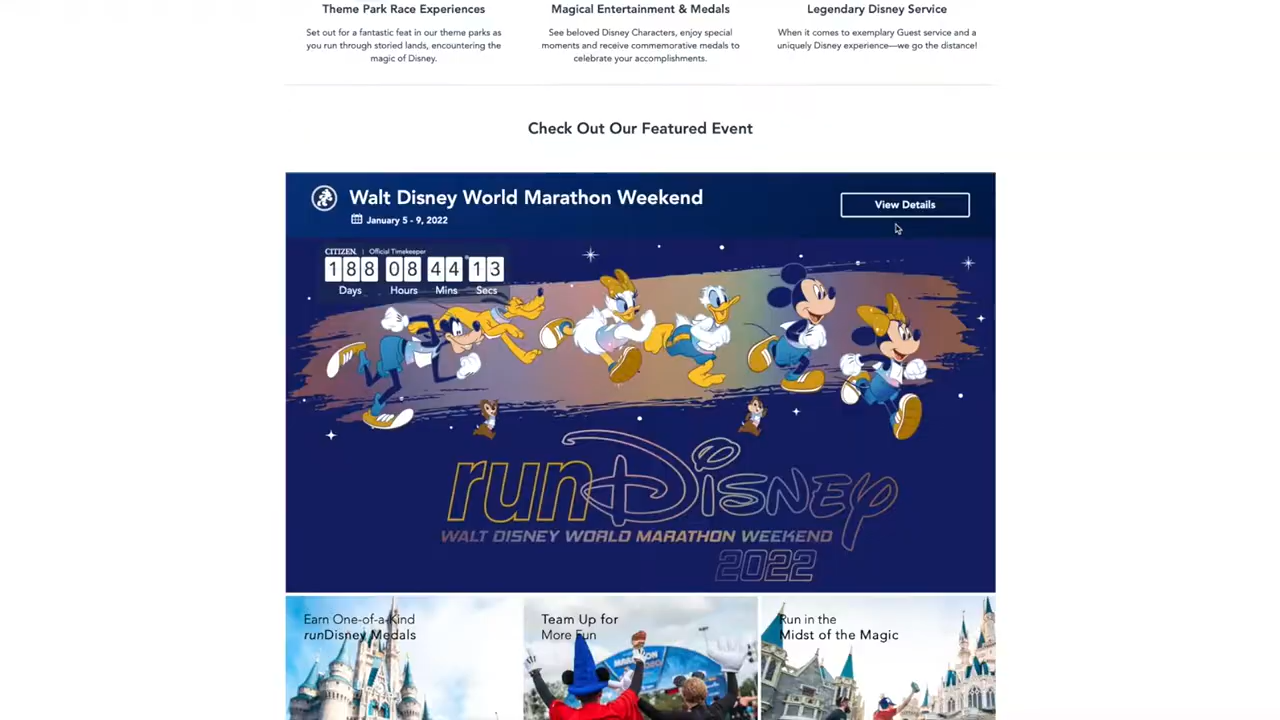 Theme Park Race Experiences
Set out for a fantastic feat in our theme parks as
you run through storied lands, encountering the
magic of Disney.
Magical Entertainment & Medals
See beloved Disney Characters, enjoy special
moments and receive commemorative medals to
celebrate your accomplishments.
Legendary Disney Service
When it comes to exemplary Guest service and a
uniquely Disney experience—we go the distance!
Check Out Our Featured Event
Walt Disney World Marathon Weekend
January 5 - 9, 2022
View Details
CITIZEN | Official Timekeeper
188 08 44 13
Days Hours Mins Secs
runDisney
WALT DISNEY WORLD MARATHON WEEKEND
2022
Earn One-of-a-Kind
runDisney Medals
Team Up for
More Fun
Run in the
Midst of the Magic